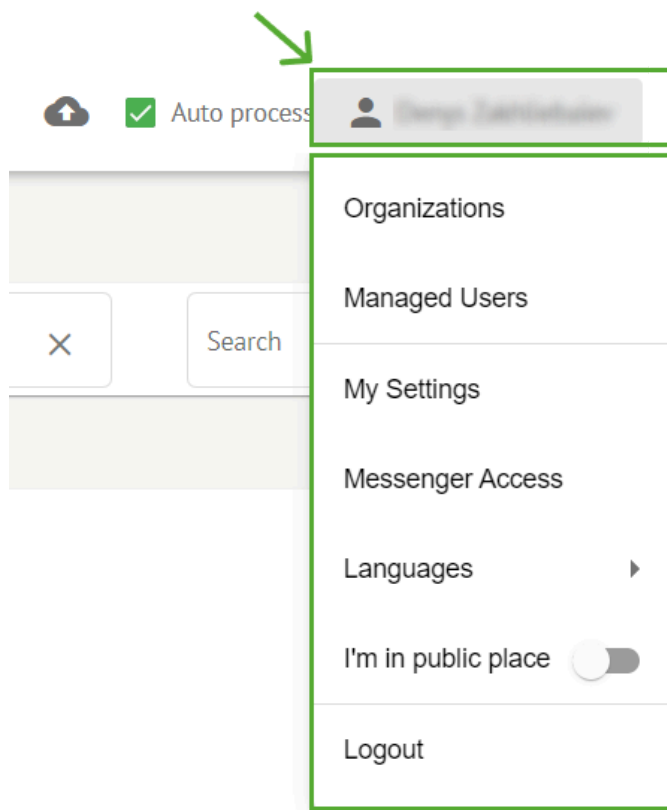 Auto process
Organizations
Managed Users
Search
My Settings
Messenger Access
Languages
I'm in public place
Logout